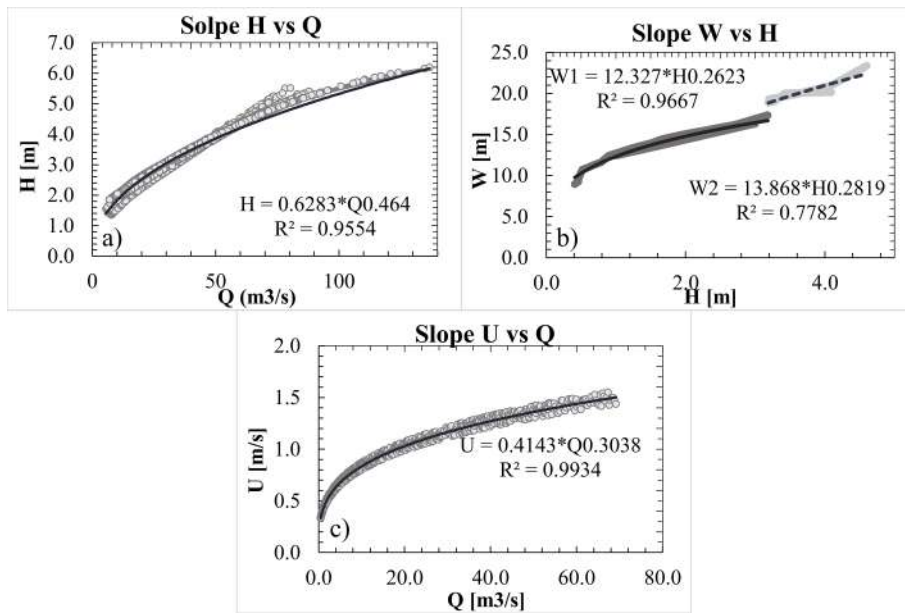 Solpe H vs Q
7.0
6.0
5.0
4.0
3.0
2.0
1.0
0.0
H [m]
H = 0.6283*Q0.464
R² = 0.9554
a)
0
50
100
Q (m3/s)
Slope W vs H
25.0
20.0
15.0
10.0
5.0
0.0
W [m]
W1 = 12.327*H0.2623
R² = 0.9667
W2 = 13.868*H0.2819
R² = 0.7782
b)
0.0
2.0
4.0
H [m]
Slope U vs Q
2.0
1.5
1.0
0.5
0.0
U [m/s]
U = 0.4143*Q0.3038
R² = 0.9934
c)
0.0
20.0
40.0
60.0
80.0
Q [m3/s]